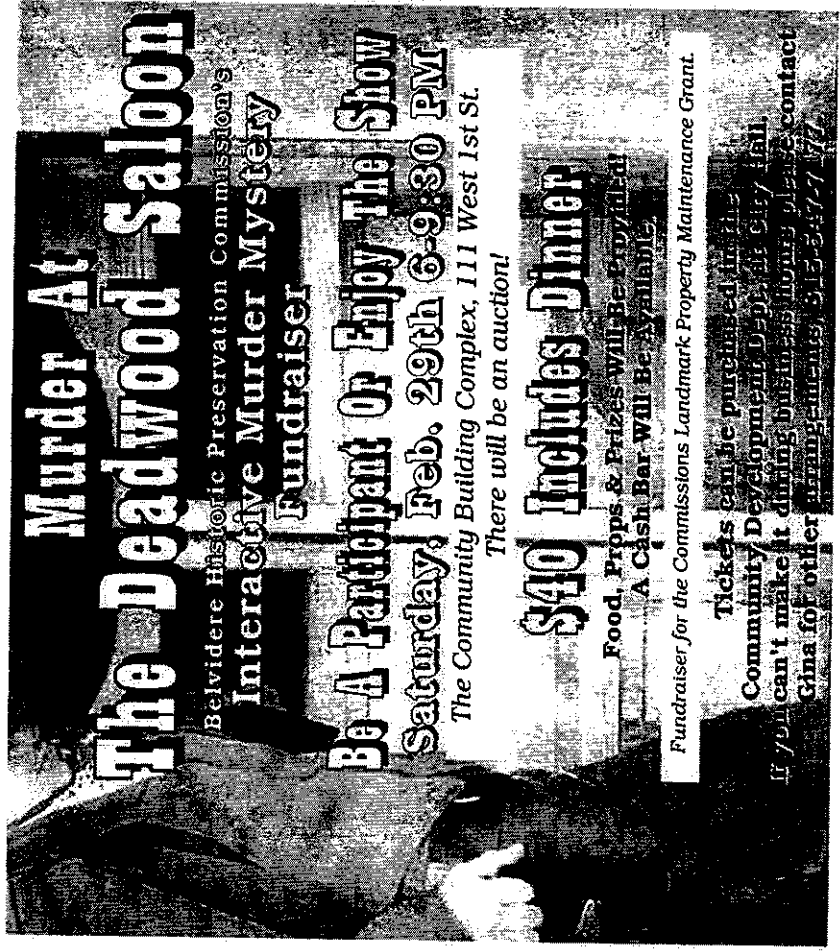 Murder At
The Deadwood Saloon
Belvidere Historic Preservation Commission's
Interactive Murder Mystery
Fundraiser
Be A Participant Or Enjoy The Show
Saturday, Feb. 29th 6-9:30 PM
The Community Building Complex, 111 West 1st St.
There will be an auction!
$40 Includes Dinner
Food, Props & Prizes Will Be Provided!
A Cash Bar Will Be Available.
Fundraiser for the Commissions Landmark Property Maintenance Grant.
Tickets can be purchased in the
Community Development Dept. at City Hall.
If you can't make it during business hours please contact
Gina for other arrangements,